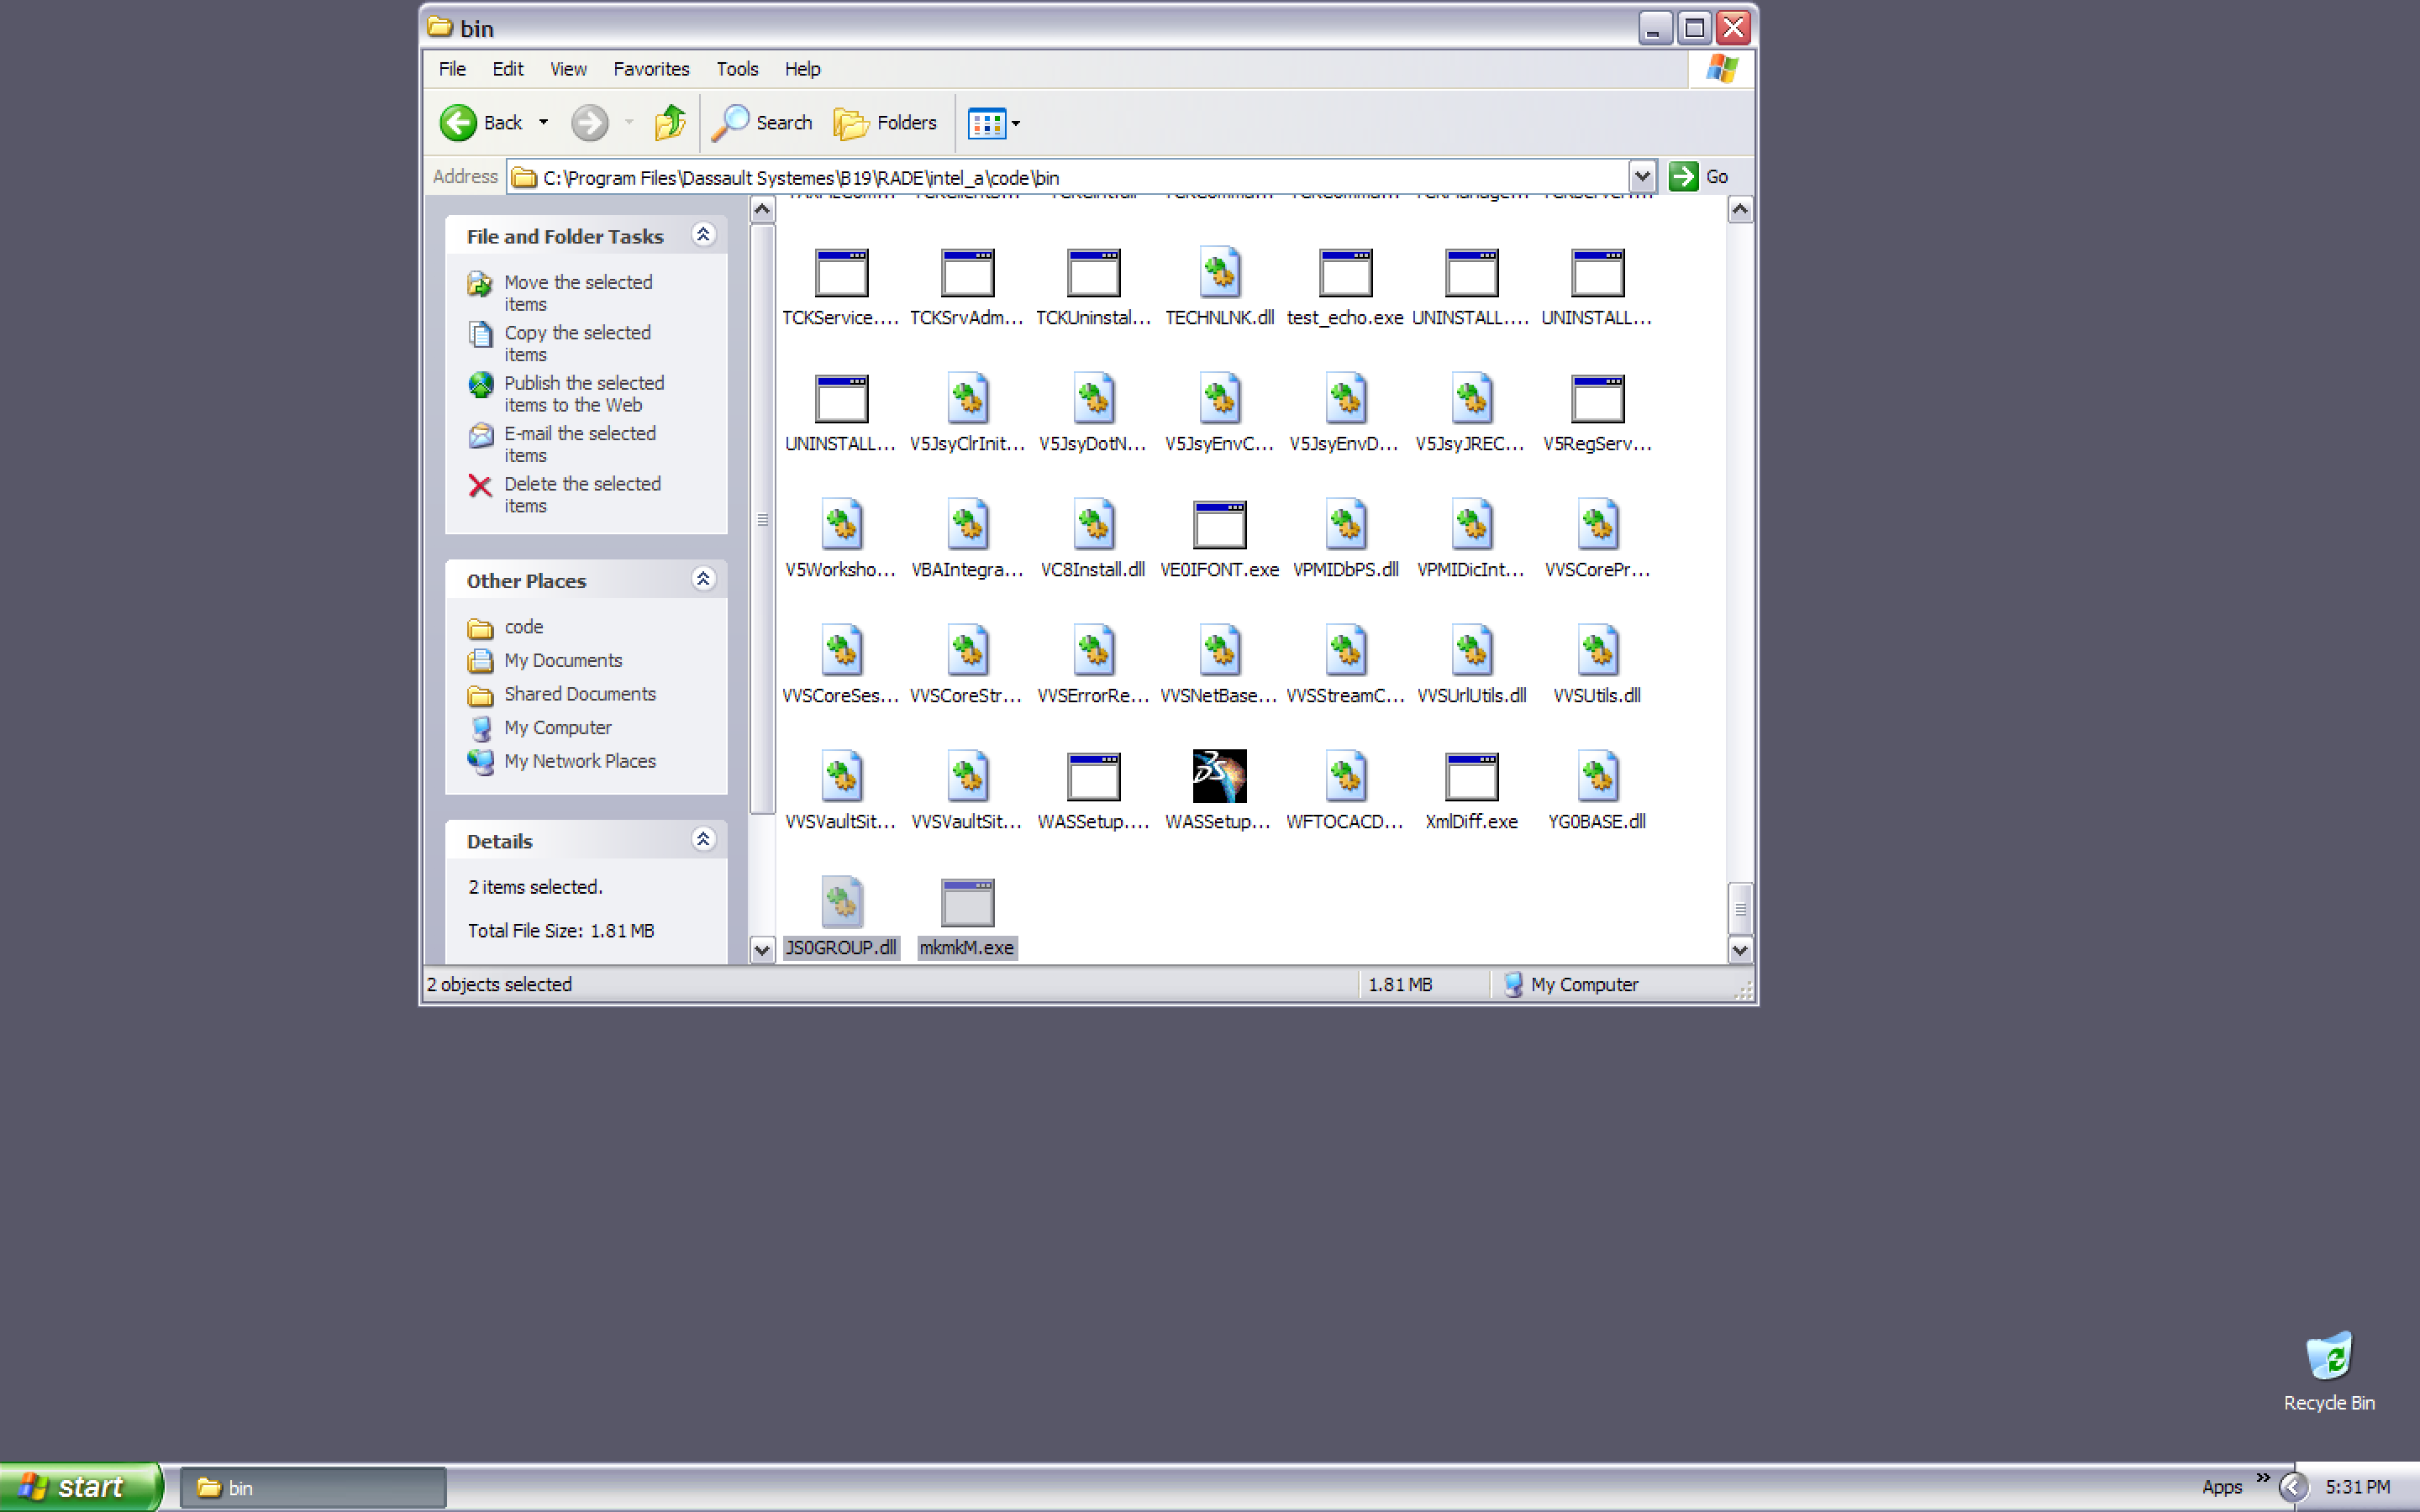 bin
File Edit View Favorites Tools Help
Back Search Folders
Address C:\Program Files\Dassault Systemes\B19\RADE\intel_a\code\bin Go
File and Folder Tasks
Move the selected
items
Copy the selected
items
Publish the selected
items to the Web
E-mail the selected
items
Delete the selected
items
Other Places
code
My Documents
Shared Documents
My Computer
My Network Places
Details
2 items selected.
Total File Size: 1.81 MB
TCKService.... TCKSrvAdm... TCKUninstal... TECHNLNK.dll test_echo.exe UNINSTALL.... UNINSTALL...
UNINSTALL... V5JsyClrInit... V5JsyDotN... V5JsyEnvC... V5JsyEnvD... V5JsyJREC... V5RegServ...
V5Worksho... VBAIntegra... VC8Install.dll VE0IFONT.exe VPMIDbPS.dll VPMIDicInt... VVSCorePr...
VVSCoreSes... VVSCoreStr... VVSErrorRe... VVSNetBase... VVSStreamC... VVSUrlUtils.dll VVSUtils.dll
VVSVaultSit... VVSVaultSit... WASSetup.... WASSetup... WFTOCACD... XmlDiff.exe YG0BASE.dll
JS0GROUP.dll mkmkM.exe
2 objects selected 1.81 MB My Computer
Recycle Bin
start bin Apps 5:31 PM